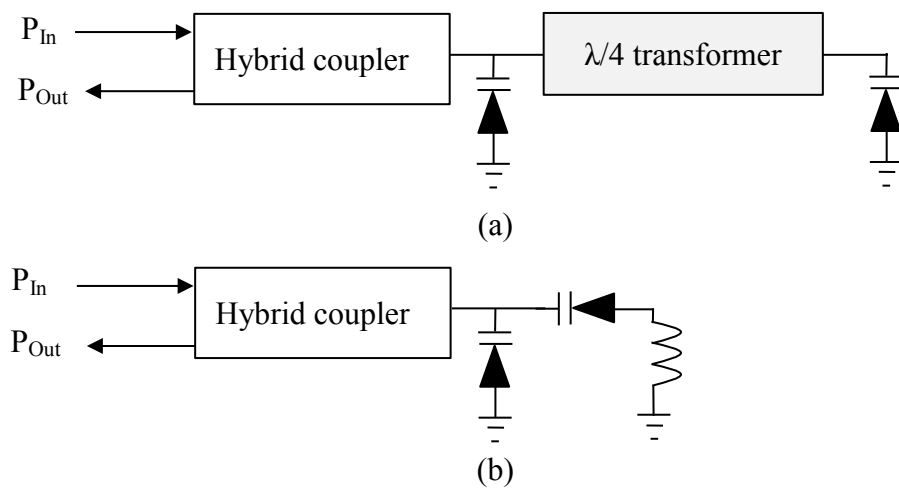 P_In
Hybrid coupler
λ/4 transformer
P_Out
(a)
P_In
Hybrid coupler
P_Out
(b)